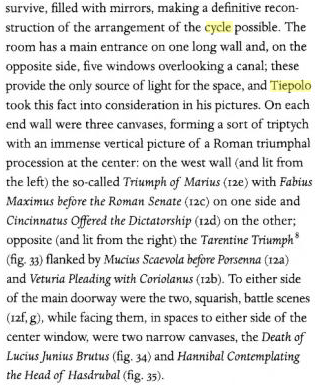 survive, filled with mirrors, making a definitive recon-
struction of the arrangement of the cycle possible. The
room has a main entrance on one long wall and, on the
opposite side, five windows overlooking a canal; these
provide the only source of light for the space, and Tiepolo
took this fact into consideration in his pictures. On each
end wall were three canvases, forming a sort of triptych
with an immense vertical picture of a Roman triumphal
procession at the center: on the west wall (and lit from
the left) the so-called Triumph of Marius (12e) with Fabius
Maximus before the Roman Senate (12c) on one side and
Cincinnatus Offered the Dictatorship (12d) on the other;
opposite (and lit from the right) the Tarentine Triumph⁸
(fig. 33) flanked by Mucius Scaevola before Porsenna (12a)
and Veturia Pleading with Coriolanus (12b). To either side
of the main doorway were the two, squarish, battle scenes
(12f, g), while facing them, in spaces to either side of the
center window, were two narrow canvases, the Death of
Lucius Junius Brutus (fig. 34) and Hannibal Contemplating
the Head of Hasdrubal (fig. 35).